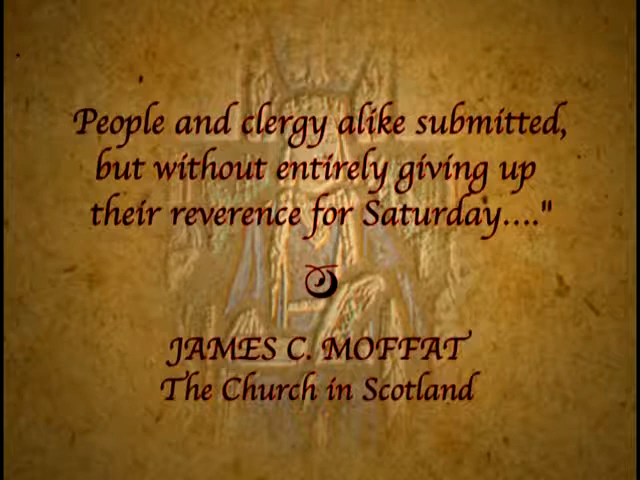 People and clergy alike submitted,
but without entirely giving up
their reverence for Saturday...."
JAMES C. MOFFAT
The Church in Scotland